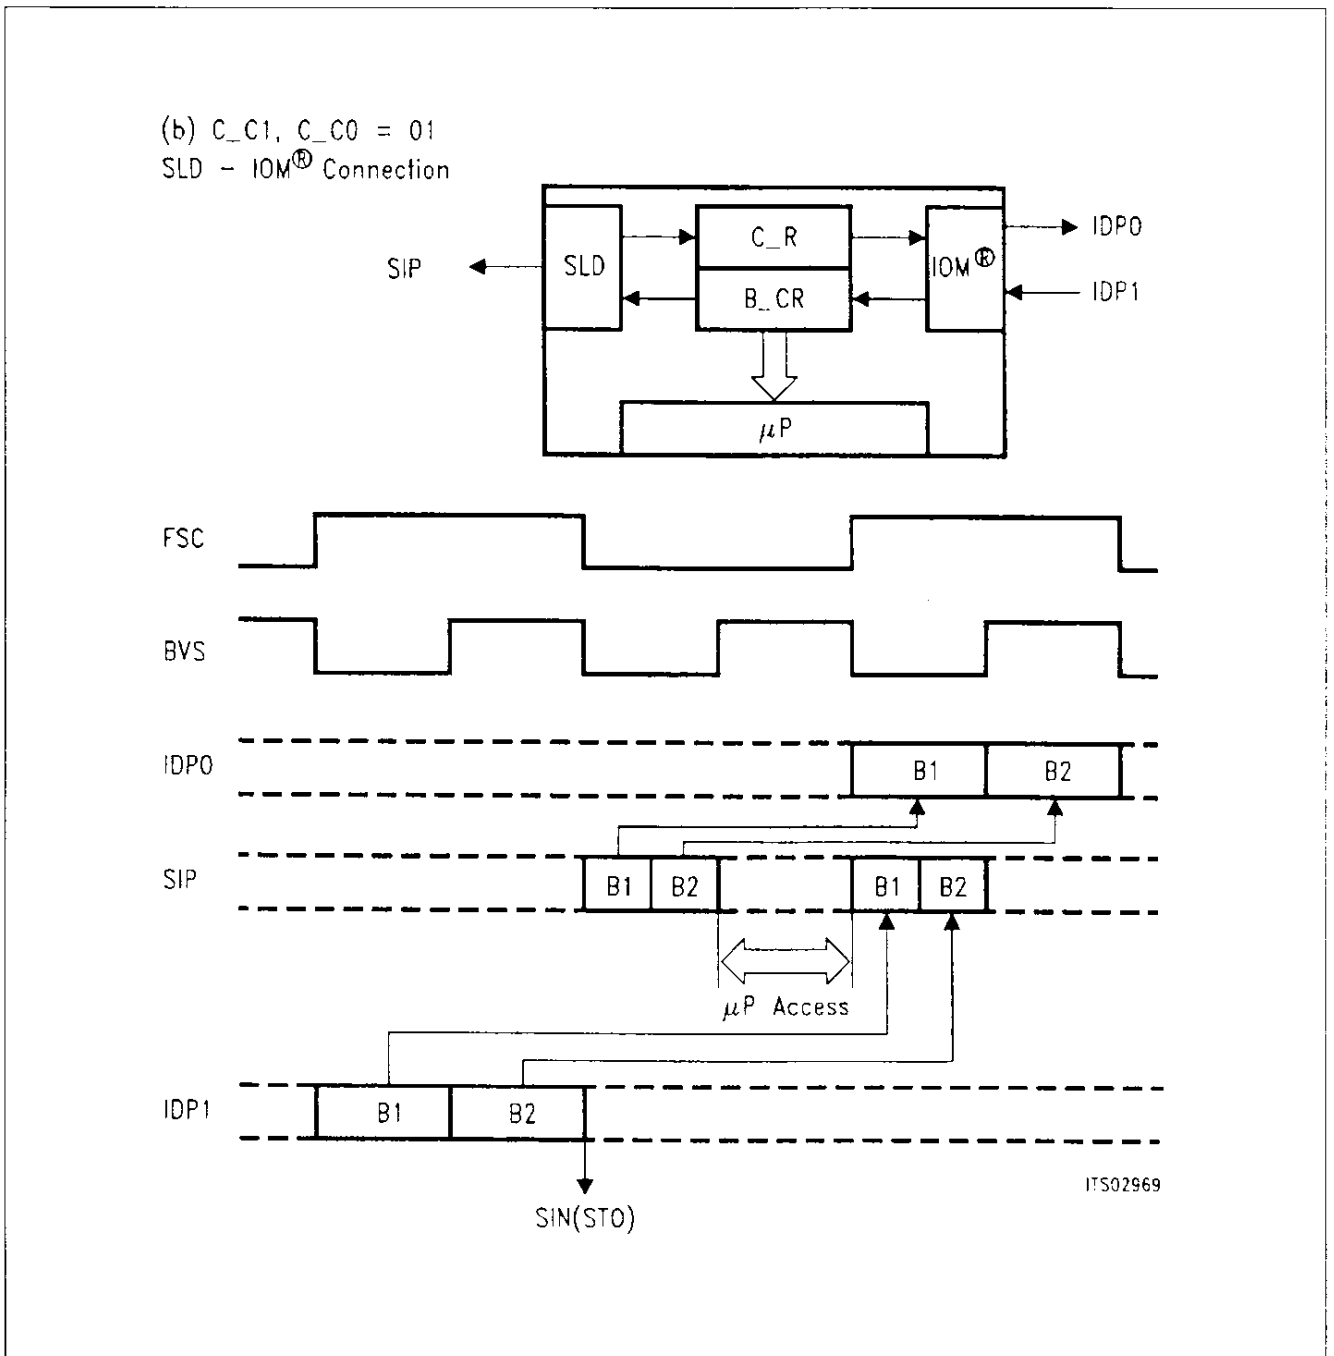 (b) C_C1, C_C0 = 01
SLD – IOM® Connection
SIP
SLD
C_R
B_CR
IOM®
IDP0
IDP1
μP
FSC
BVS
IDP0
B1 B2
SIP
B1 B2 B1 B2
μP Access
IDP1
B1 B2
ITS02969
SIN(ST0)